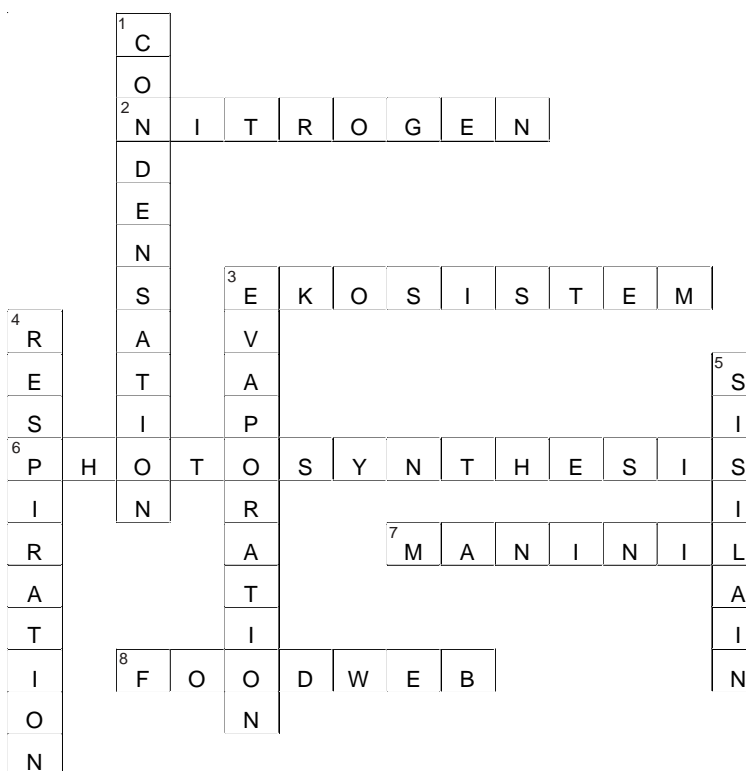 1
C
O
2
N I T R O G E N
D
E
N
3
S E K O S I S T E M
4
R A V
5
E T A S
S I P I
6
P H O T O S Y N T H E S I S
I N R I
7
R A M A N I N I L
A T A
T I I
8
I F O O D W E B N
O N
N